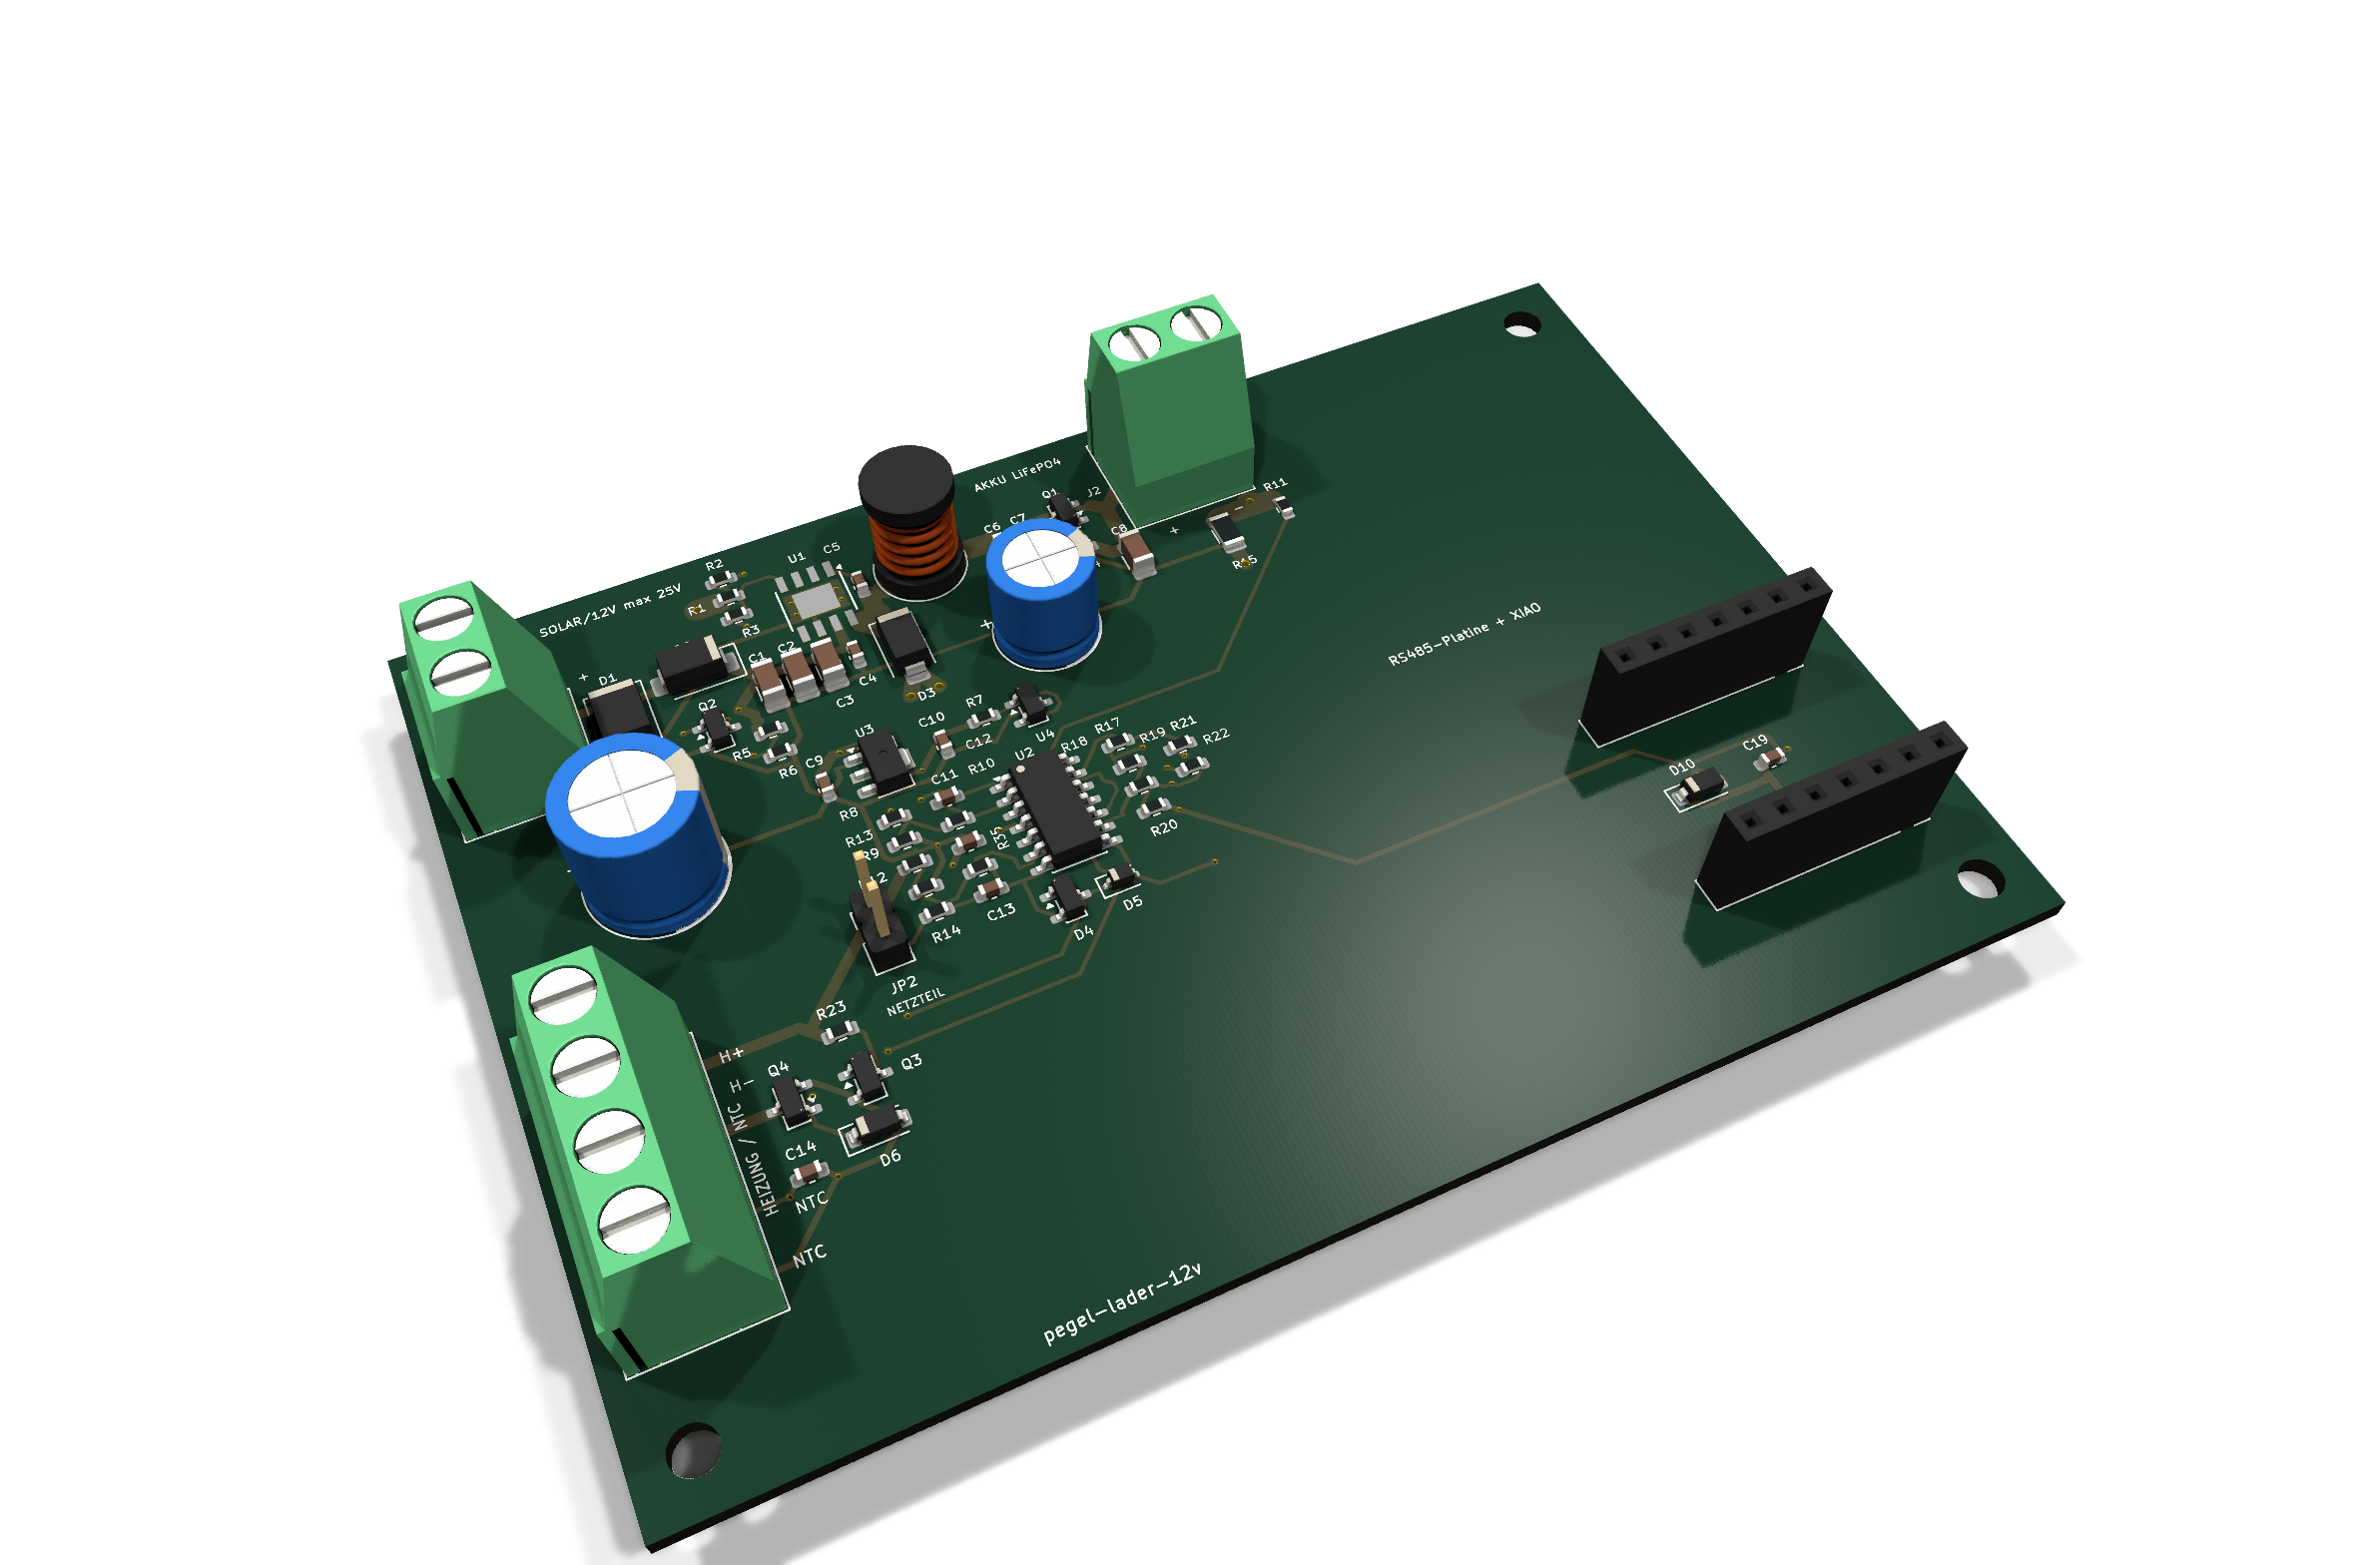 AKKU LiFePO4
SOLAR/12V max 25V
R2
R1
R3
U1
C5
C6
C7
Q1
J2
C8
+
-
R11
R15
+
+
D1
C1
C2
C3
C4
D3
Q2
R5
R6
C9
U3
C10
R7
C12
U4
U2
R18
R17
R19
R21
R22
R20
C11
R10
R8
R13
R9
R35
R14
C13
D4
D5
RS485-Platine + XIAO
D10
C19
JP2
NETZTEIL
R23
Q3
Q4
H+
H-
C14
D6
HEIZUNG / NTC
NTC
NTC
pegel-lader-12v